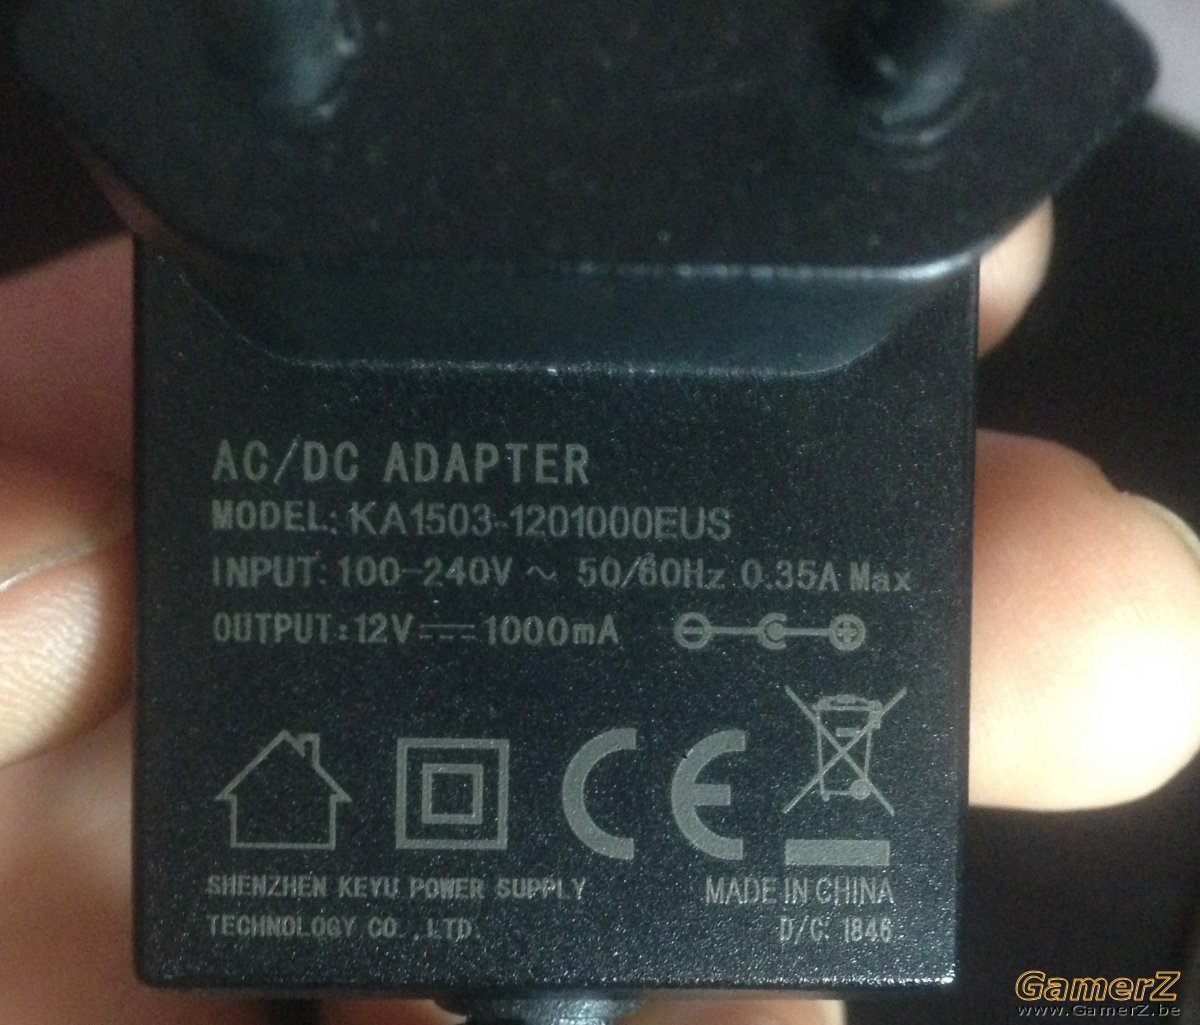 AC/DC ADAPTER
MODEL: KA1503-1201000EUS
INPUT: 100-240V ~ 50/60Hz 0.35A Max
OUTPUT: 12V⎓1000mA
CE
SHENZHEN KEYU POWER SUPPLY
TECHNOLOGY CO .,LTD.
MADE IN CHINA
D/C: 1846
GamerZ
www.GamerZ.be